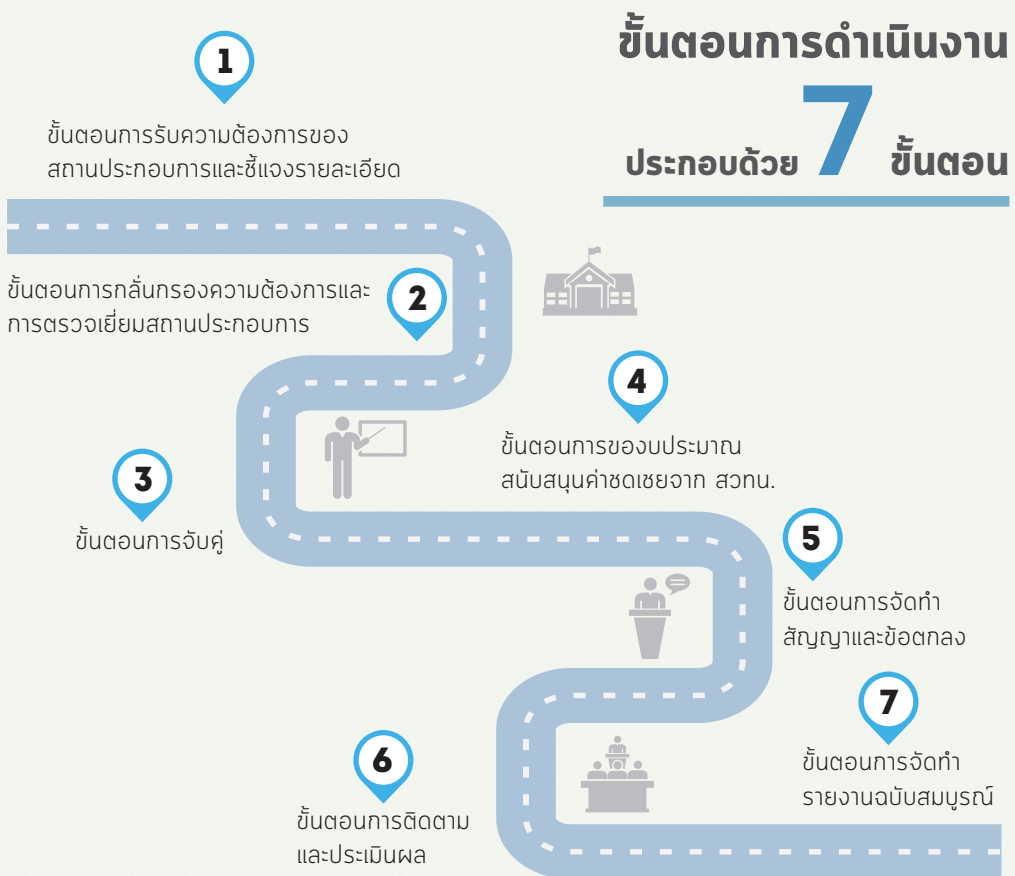 ขั้นตอนการดำเนินงาน
ประกอบด้วย 7 ขั้นตอน
1
ขั้นตอนการรับความต้องการของ
สถานประกอบการและชี้แจงรายละเอียด
2
ขั้นตอนการกลั่นกรองความต้องการและ
การตรวจเยี่ยมสถานประกอบการ
3
ขั้นตอนการจับคู่
4
ขั้นตอนการของบประมาณ
สนับสนุนค่าชดเชยจาก สวทน.
5
ขั้นตอนการจัดทำ
สัญญาและข้อตกลง
6
ขั้นตอนการติดตาม
และประเมินผล
7
ขั้นตอนการจัดทำ
รายงานฉบับสมบูรณ์